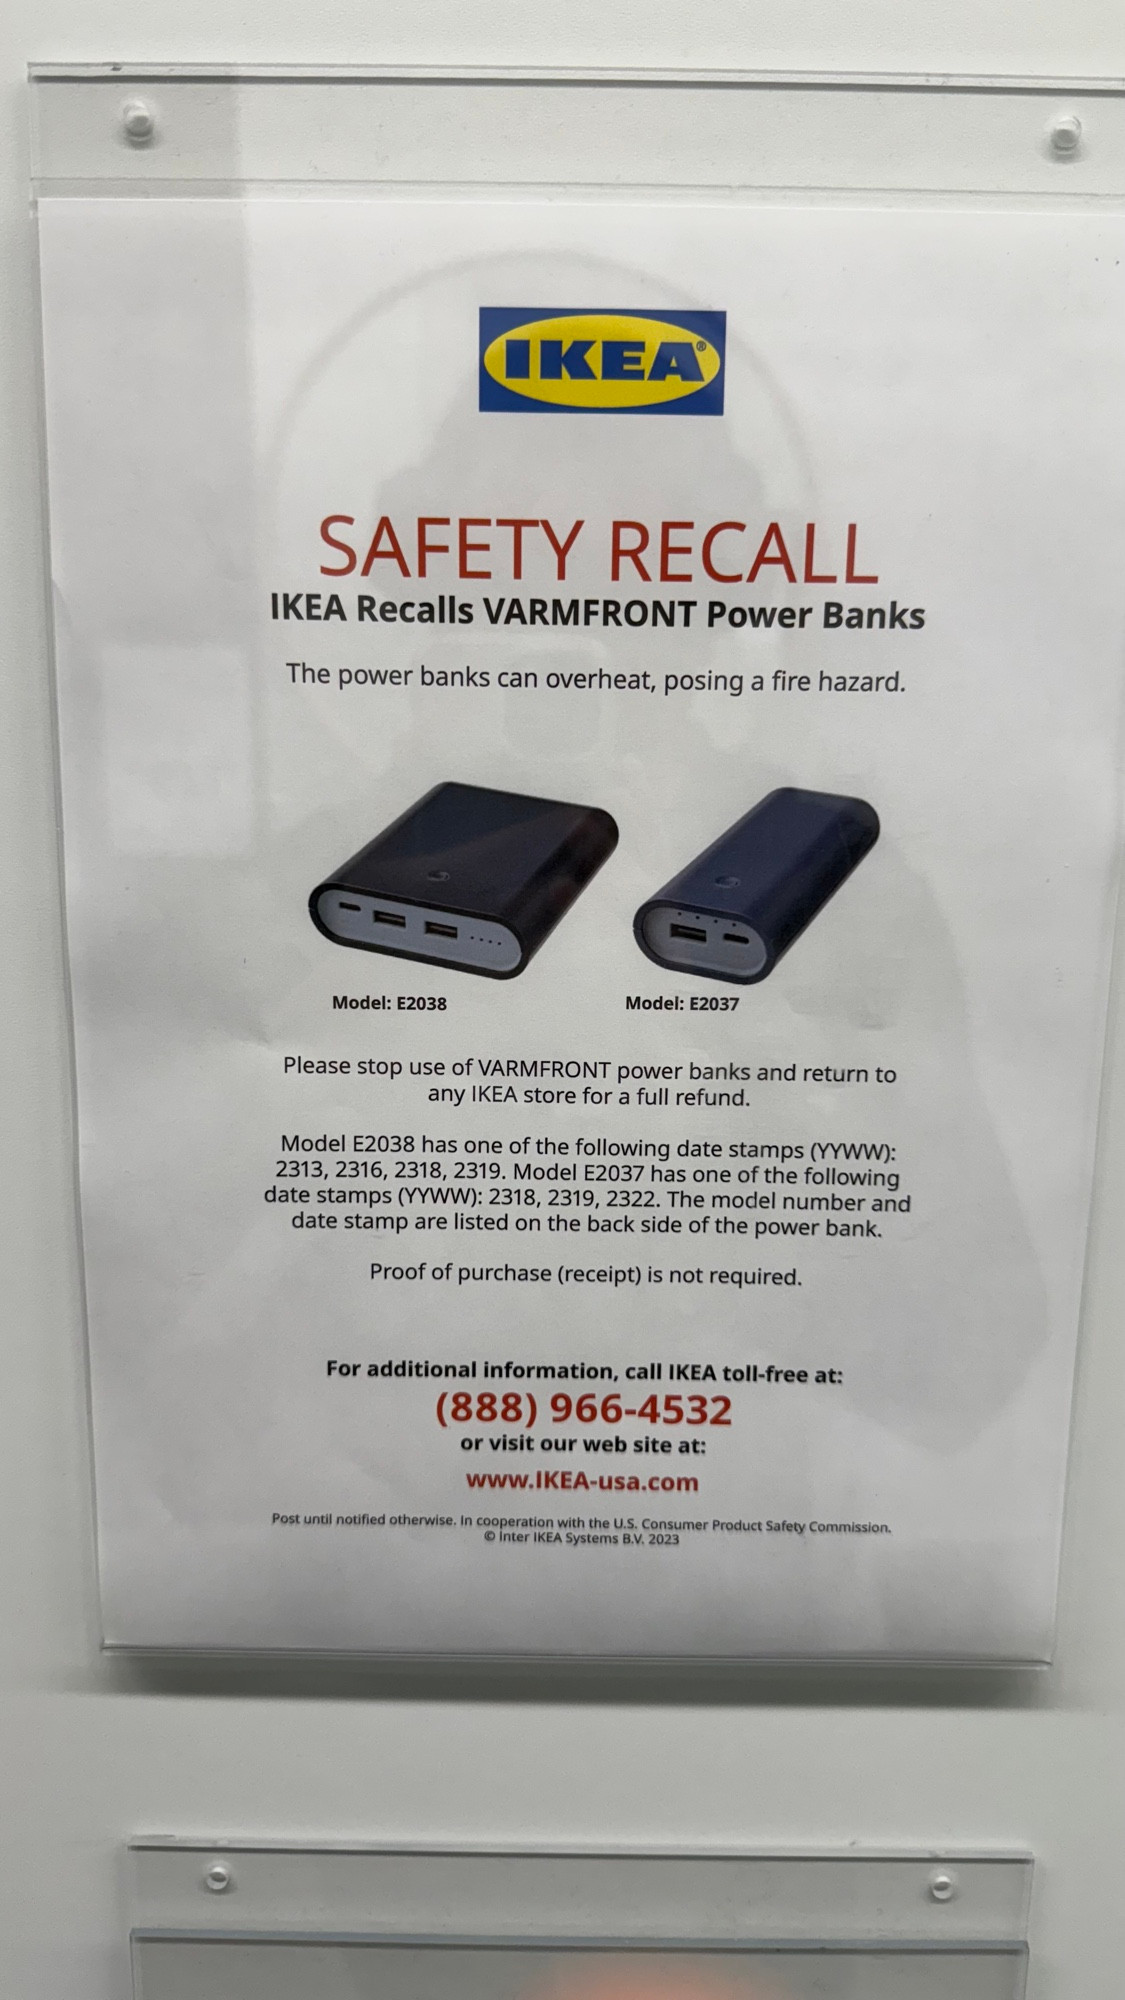 IKEA®
SAFETY RECALL
IKEA Recalls VARMFRONT Power Banks
The power banks can overheat, posing a fire hazard.
Model: E2038
Model: E2037
Please stop use of VARMFRONT power banks and return to
any IKEA store for a full refund.
Model E2038 has one of the following date stamps (YYWW):
2313, 2316, 2318, 2319. Model E2037 has one of the following
date stamps (YYWW): 2318, 2319, 2322. The model number and
date stamp are listed on the back side of the power bank.
Proof of purchase (receipt) is not required.
For additional information, call IKEA toll-free at:
(888) 966-4532
or visit our web site at:
www.IKEA-usa.com
Post until notified otherwise. In cooperation with the U.S. Consumer Product Safety Commission.
© Inter IKEA Systems B.V. 2023